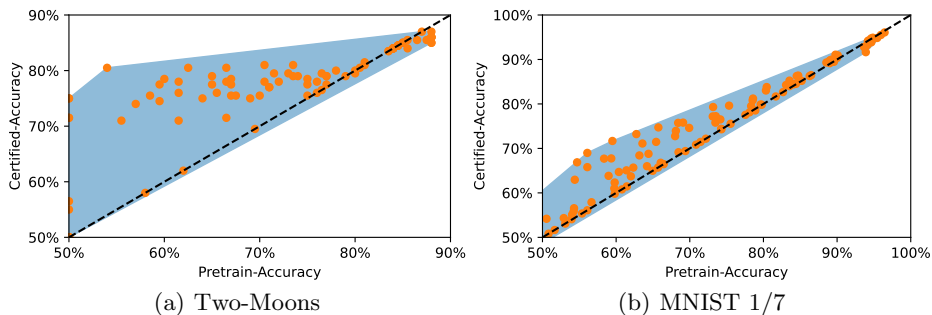 90%
80%
70%
60%
50%
Certified-Accuracy
50% 60% 70% 80% 90%
Pretrain-Accuracy
(a) Two-Moons
100%
90%
80%
70%
60%
50%
Certified-Accuracy
50% 60% 70% 80% 90% 100%
Pretrain-Accuracy
(b) MNIST 1/7